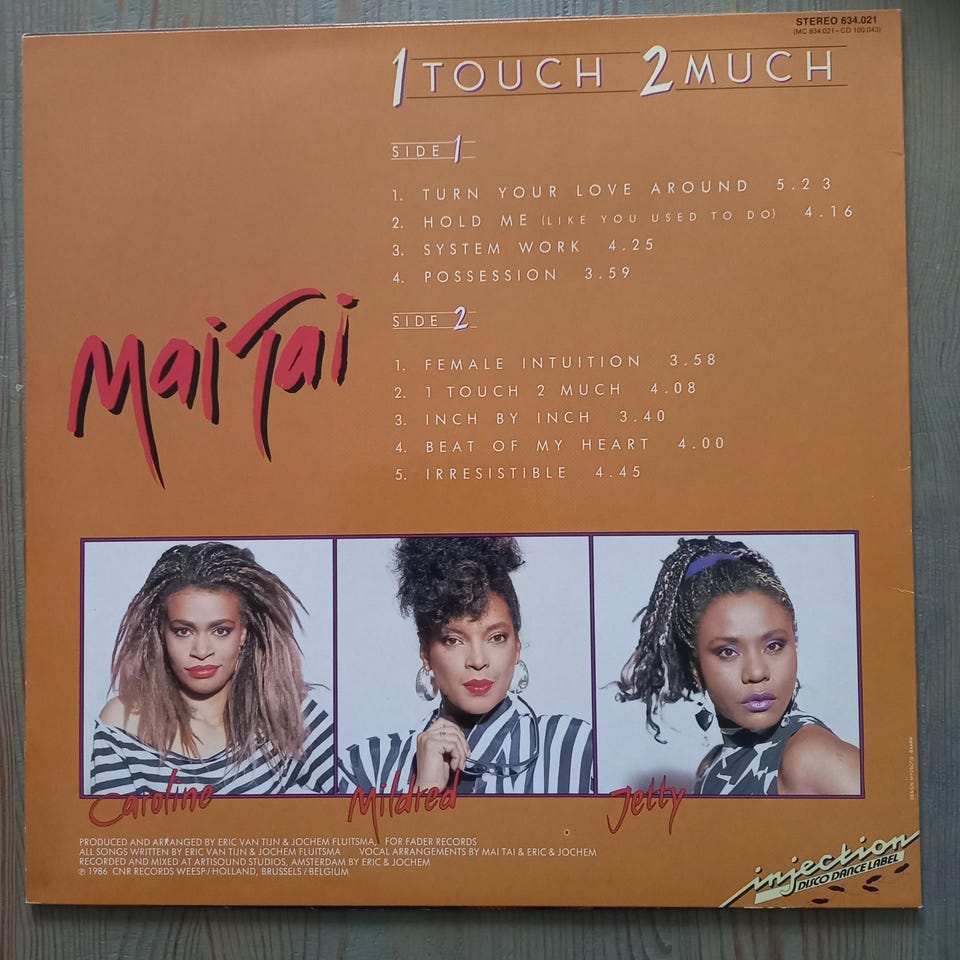 STEREO 634.021
(MC 634.021-CD 100.043)
1 TOUCH 2 MUCH
SIDE 1
1. TURN YOUR LOVE AROUND 5.23
2. HOLD ME (LIKE YOU USED TO DO) 4.16
3. SYSTEM WORK 4.25
4. POSSESSION 3.59
Mai Tai
SIDE 2
1. FEMALE INTUITION 3.58
2. 1 TOUCH 2 MUCH 4.08
3. INCH BY INCH 3.40
4. BEAT OF MY HEART 4.00
5. IRRESISTIBLE 4.45
Caroline
Mildred
Jetty
PRODUCED AND ARRANGED BY ERIC VAN TIJN & JOCHEM FLUITSMA, FOR FADER RECORDS
ALL SONGS WRITTEN BY ERIC VAN TIJN & JOCHEM FLUITSMA VOCAL ARRANGEMENTS BY MAI TAI & ERIC & JOCHEM
RECORDED AND MIXED AT ARTISOUND STUDIOS, AMSTERDAM BY ERIC & JOCHEM
℗ 1986 CNR RECORDS WEESP/HOLLAND, BRUSSELS/BELGIUM
injection
DISCO DANCE LABEL
DESIGN
BAARN